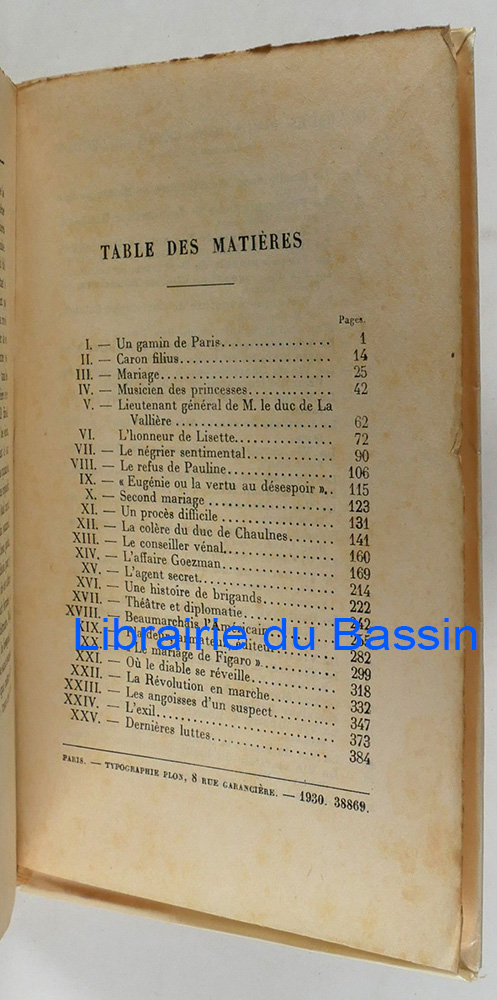 TABLE DES MATIÈRES
Pages.
I. — Un gamin de Paris.................. 1
II. — Caron filius......................... 14
III. — Mariage............................ 25
IV. — Musicien des princesses.............. 42
V. — Lieutenant général de M. le duc de La
Vallière.............................. 62
VI. L'honneur de Lisette................ 72
VII. — Le négrier sentimental............... 90
VIII. — Le refus de Pauline................. 106
IX. — « Eugénie ou la vertu au désespoir ».. 115
X. — Second mariage..................... 123
XI. — Un procès difficile.................. 131
XII. — La colère du duc de Chaulnes........ 141
XIII. — Le conseiller vénal.................. 160
XIV. — L'affaire Goezman.................. 169
XV. — L'agent secret...................... 214
XVI. — Une histoire de brigands............ 222
XVII. — Théâtre et diplomatie............... 242
XVIII. — Beaumarchais l'Américain
XIX. armateur éditeur
XX. — « Le mariage de Figaro »............ 282
XXI. — Où le diable se réveille.............. 299
XXII. — La Révolution en marche............ 318
XXIII. — Les angoisses d'un suspect........... 332
XXIV. — L'exil............................. 347
XXV. — Dernières luttes.................... 373
384
PARIS. — TYPOGRAPHIE PLON, 8 RUE GARANCIÈRE. — 1930. 38869.
Librairie du Bassin